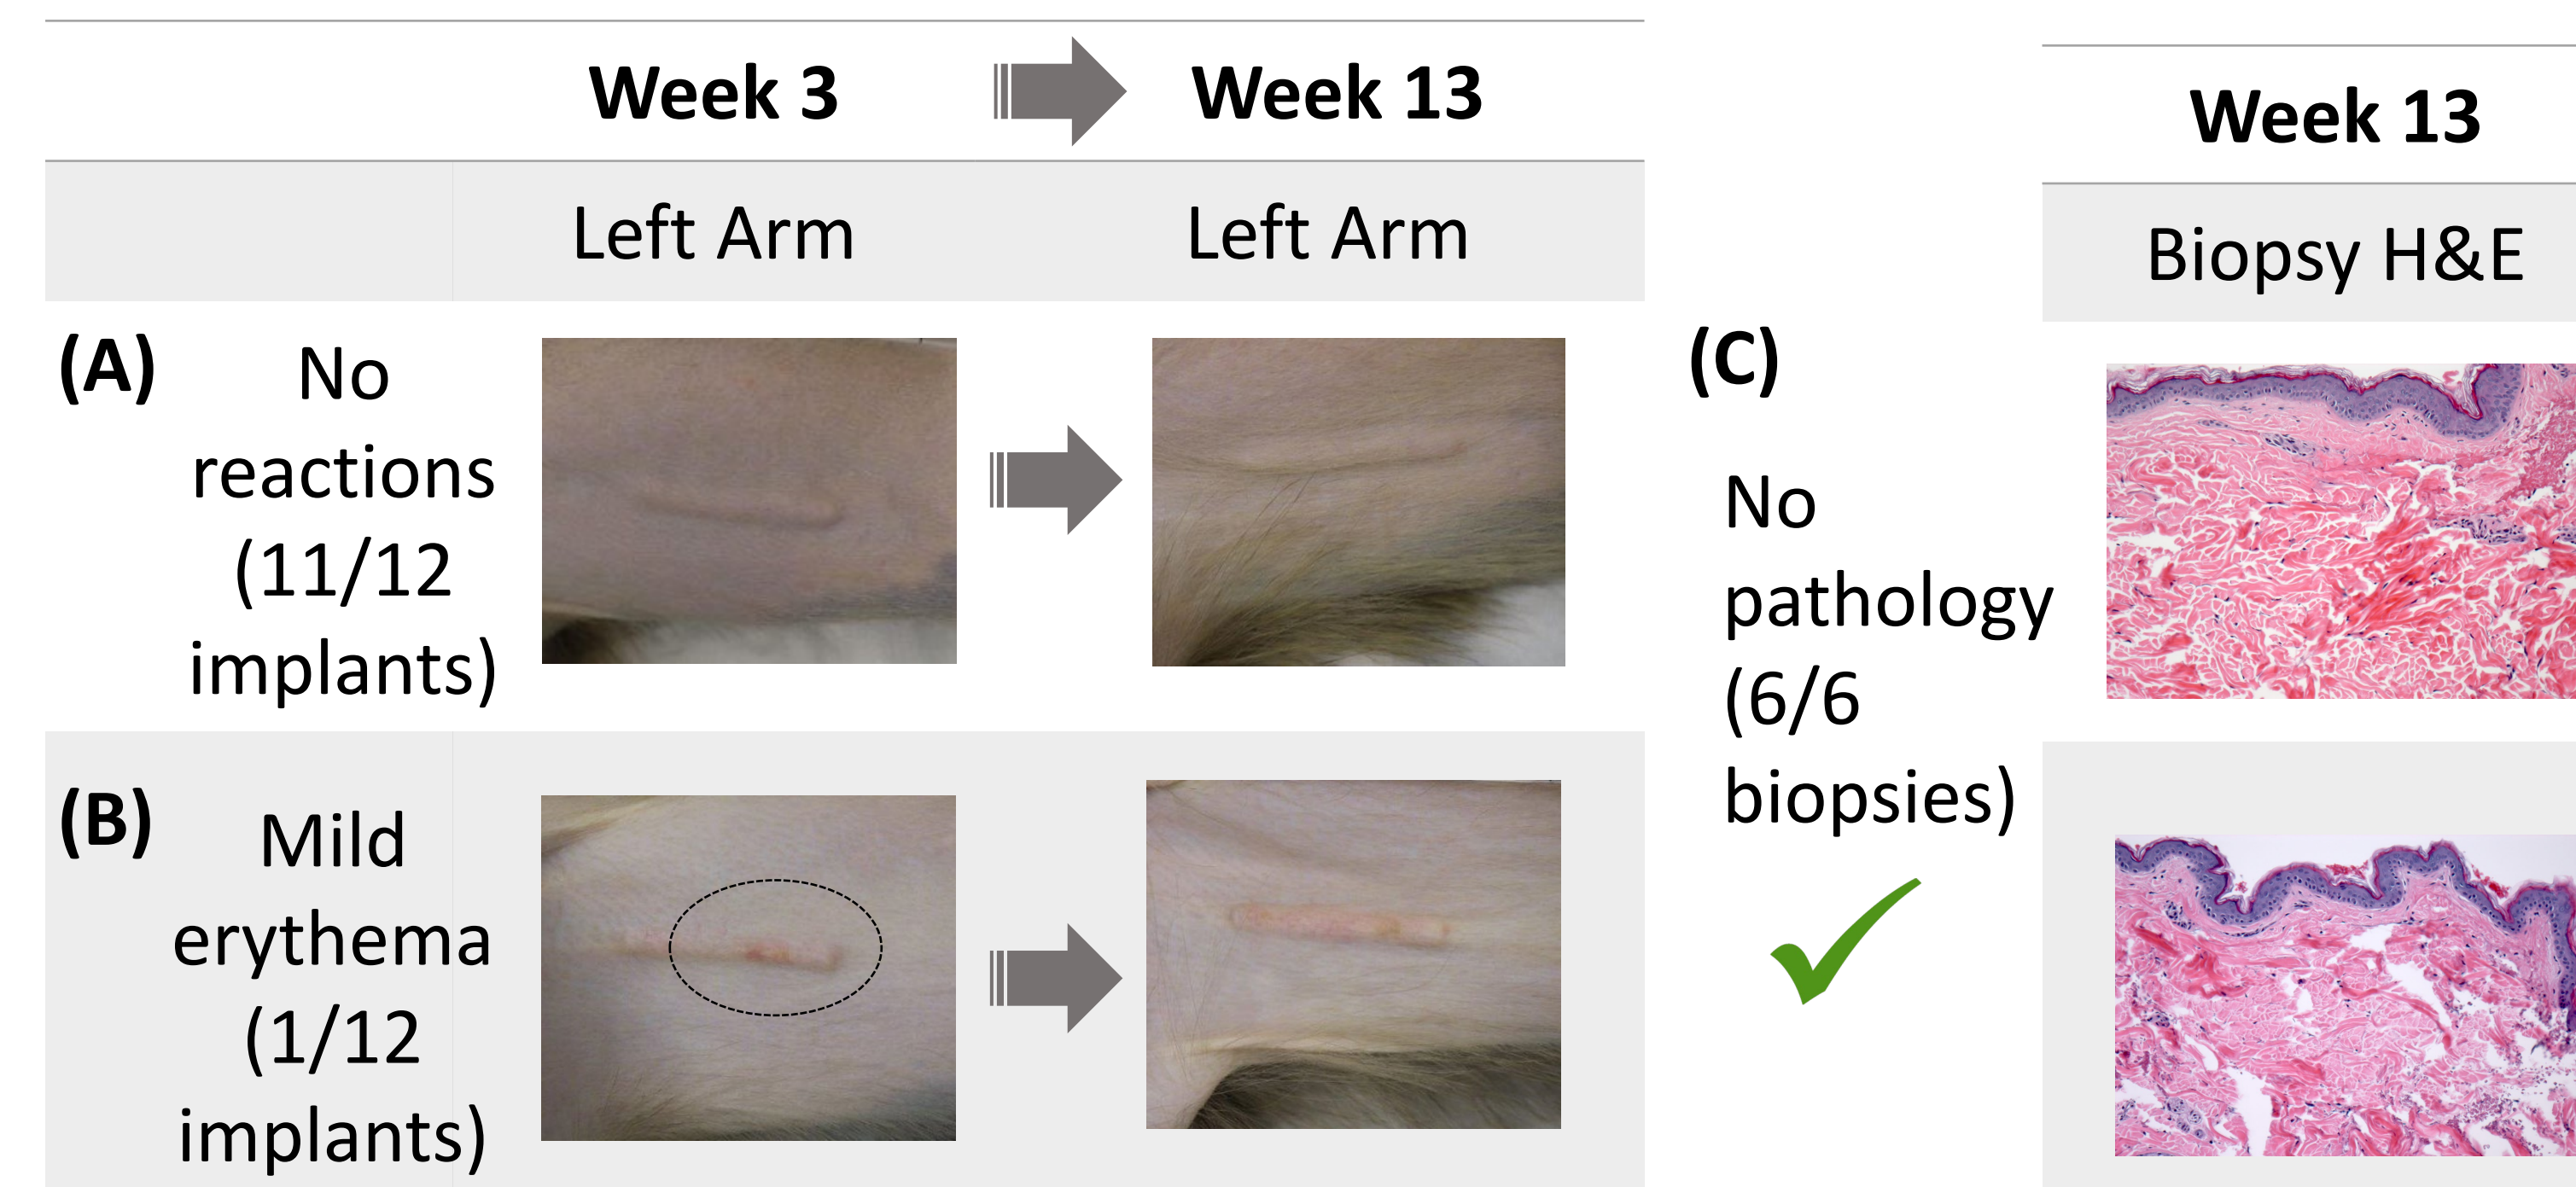 Week 3
Week 13
Left Arm
Left Arm
(A)
No
reactions
(11/12
implants)
(B)
Mild
erythema
(1/12
implants)
(C)
No
pathology
(6/6
biopsies)
Week 13
Biopsy H&E